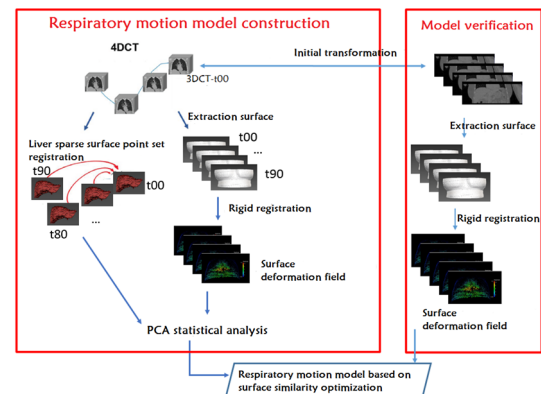 Respiratory motion model construction
Model verification
4DCT
Initial transformation
3DCT-t00
Extraction surface
Liver sparse surface point set
registration
t90
t00
t80
...
t00
...
t90
Rigid registration
Surface
deformation field
PCA statistical analysis
Extraction surface
Rigid registration
Surface
deformation field
Respiratory motion model based on
surface similarity optimization